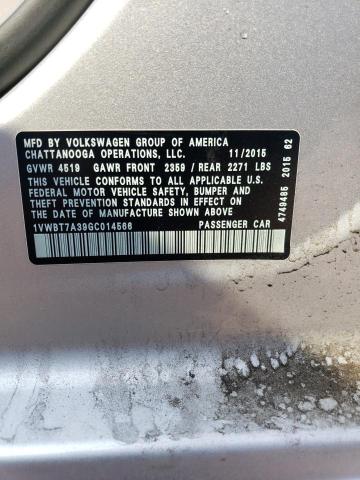 MFD BY VOLKSWAGEN GROUP OF AMERICA
CHATTANOOGA OPERATIONS, LLC. 11/2015
GVWR 4519 GAWR FRONT 2359 / REAR 2271 LBS
THIS VEHICLE CONFORMS TO ALL APPLICABLE U.S.
FEDERAL MOTOR VEHICLE SAFETY, BUMPER AND
THEFT PREVENTION STANDARDS IN EFFECT ON
THE DATE OF MANUFACTURE SHOWN ABOVE.
1VWBT7A39GC014566 PASSENGER CAR
4749485 2015 62